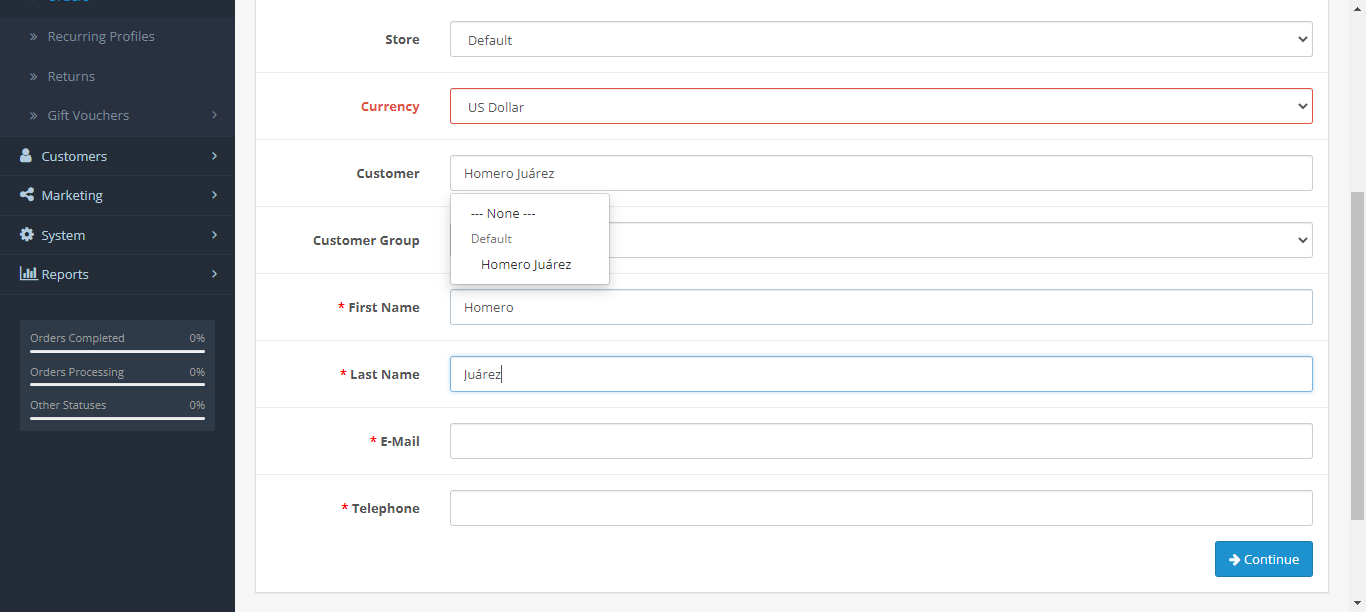 Recurring Profiles
Returns
Gift Vouchers
Customers
Marketing
System
Reports
Orders Completed 0%
Orders Processing 0%
Other Statuses 0%
Store Default
Currency US Dollar
Customer Homero Juárez
--- None ---
Default
Homero Juárez
Customer Group
* First Name Homero
* Last Name Juárez
* E-Mail
* Telephone
Continue